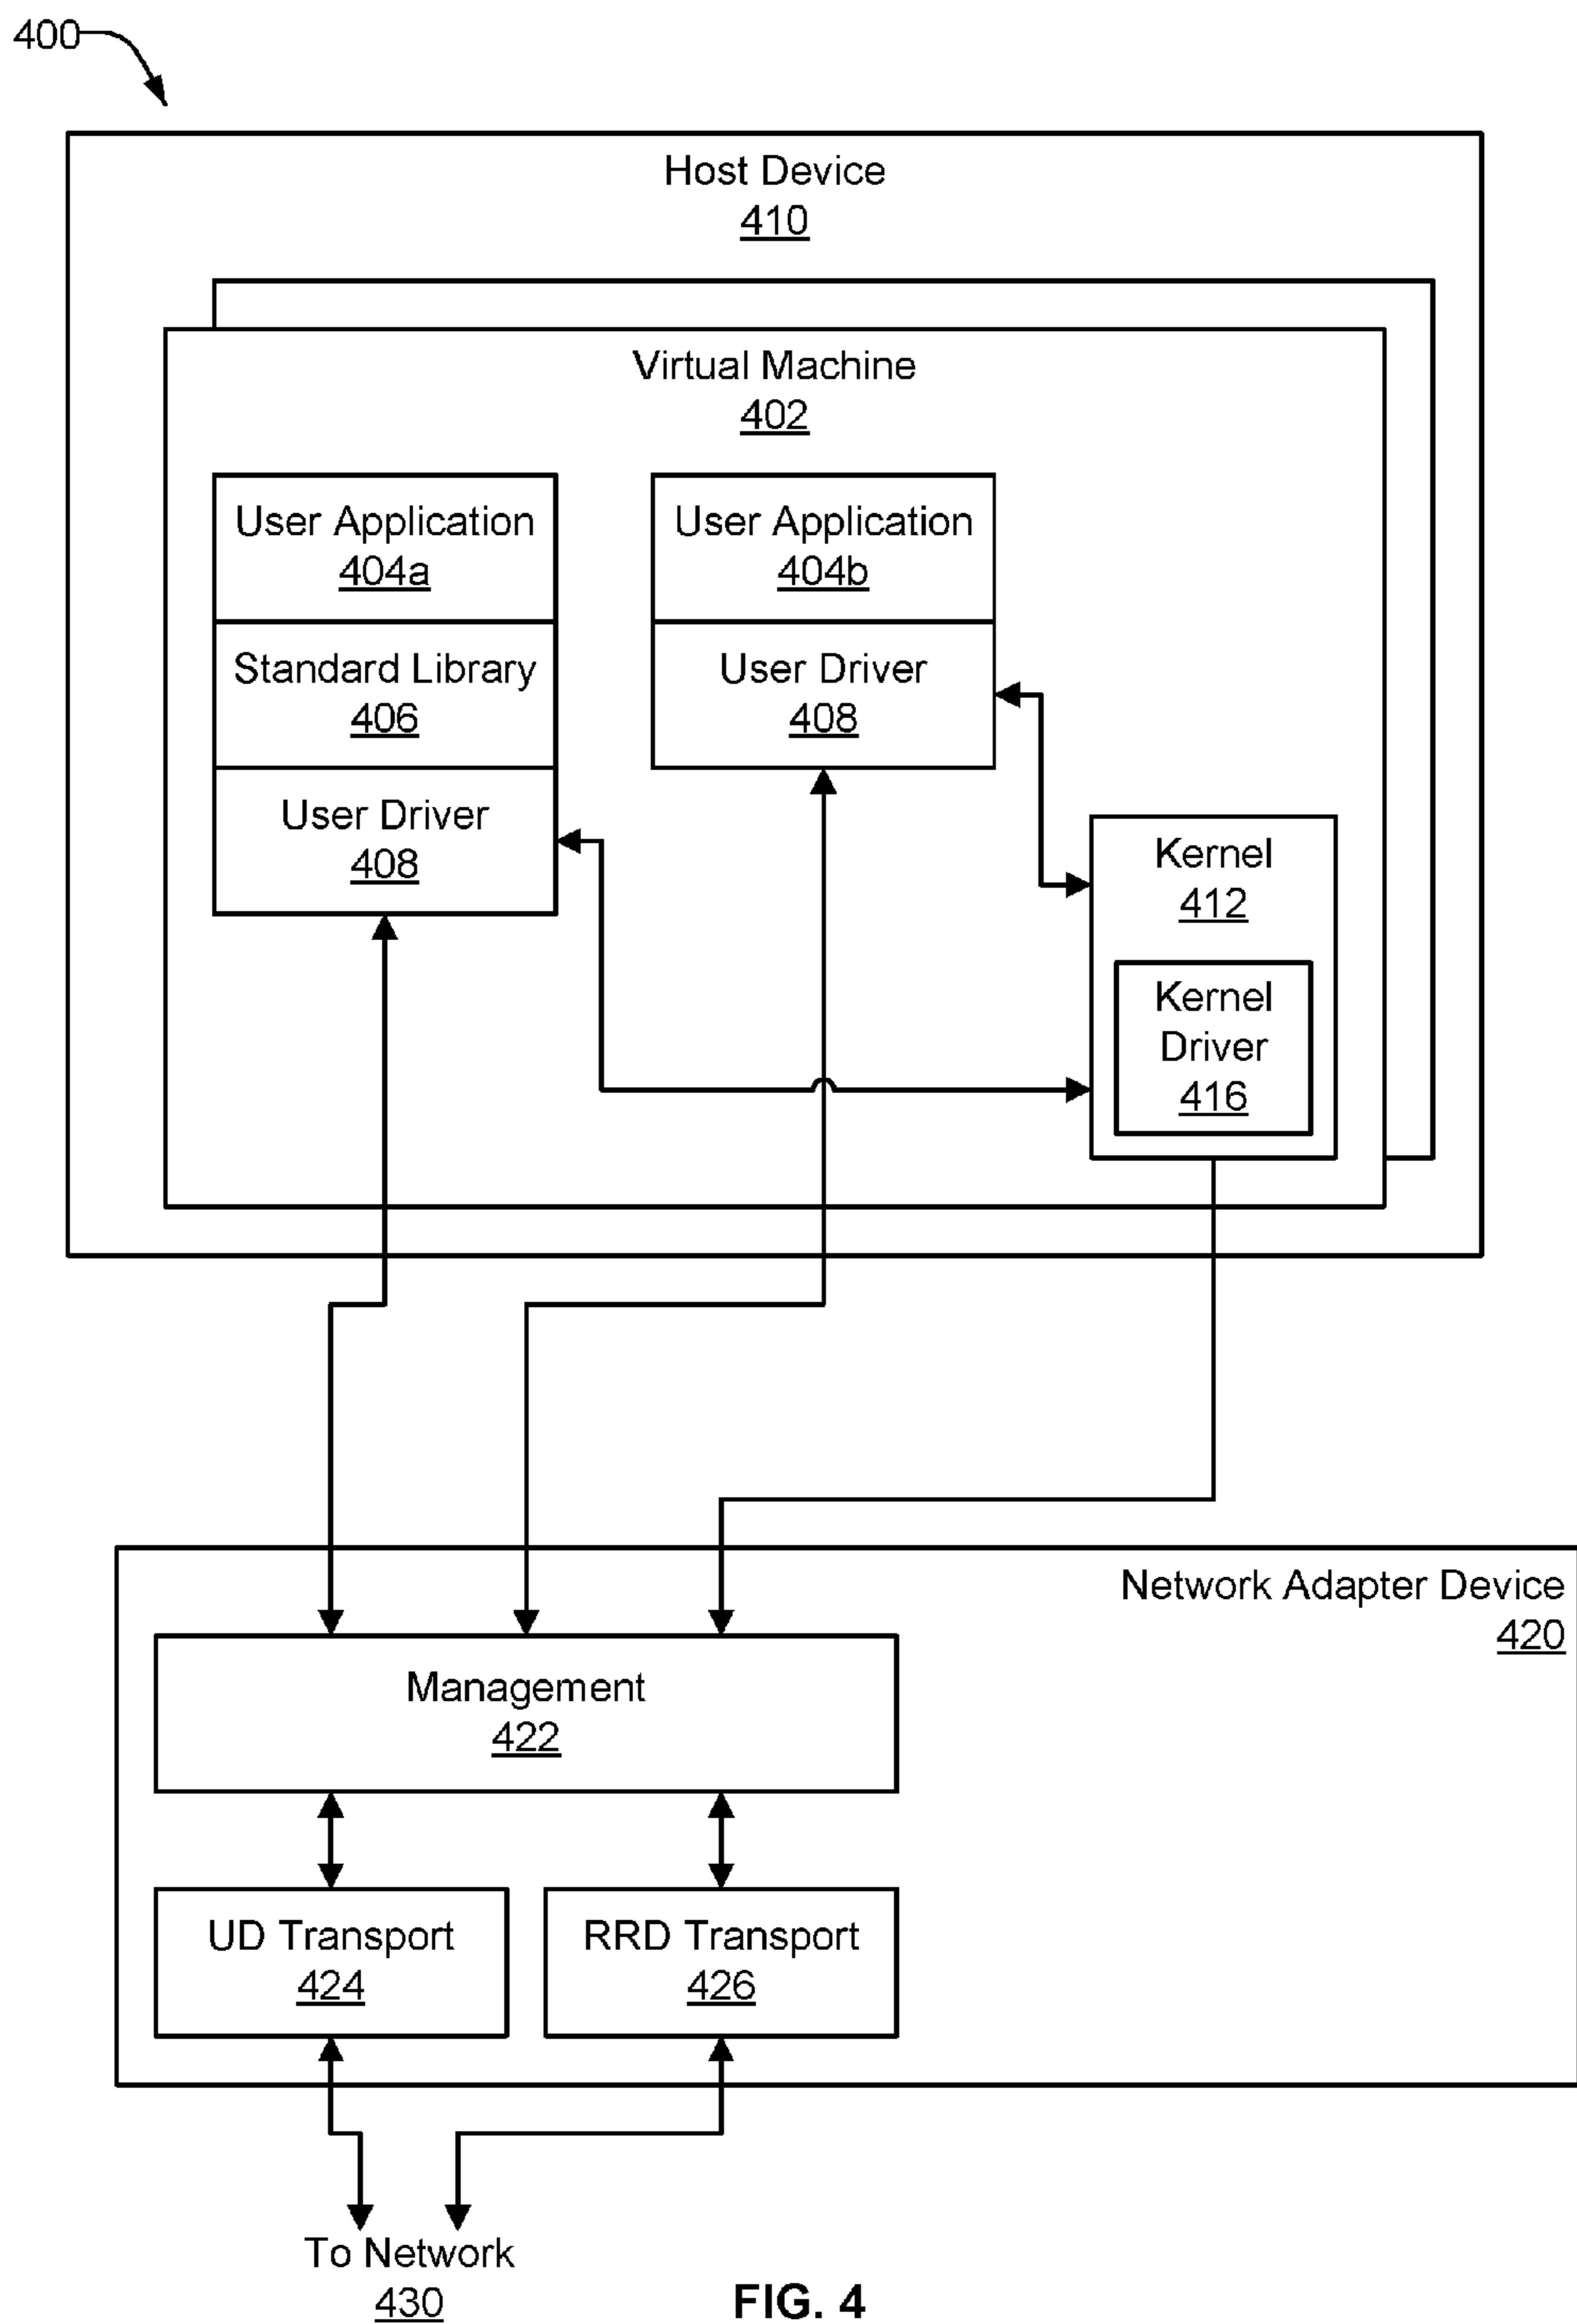 400
Host Device
410
Virtual Machine
402
User Application
404a
Standard Library
406
User Driver
408
User Application
404b
User Driver
408
Kernel
412
Kernel
Driver
416
Network Adapter Device
420
Management
422
UD Transport
424
RRD Transport
426
To Network
430
FIG. 4